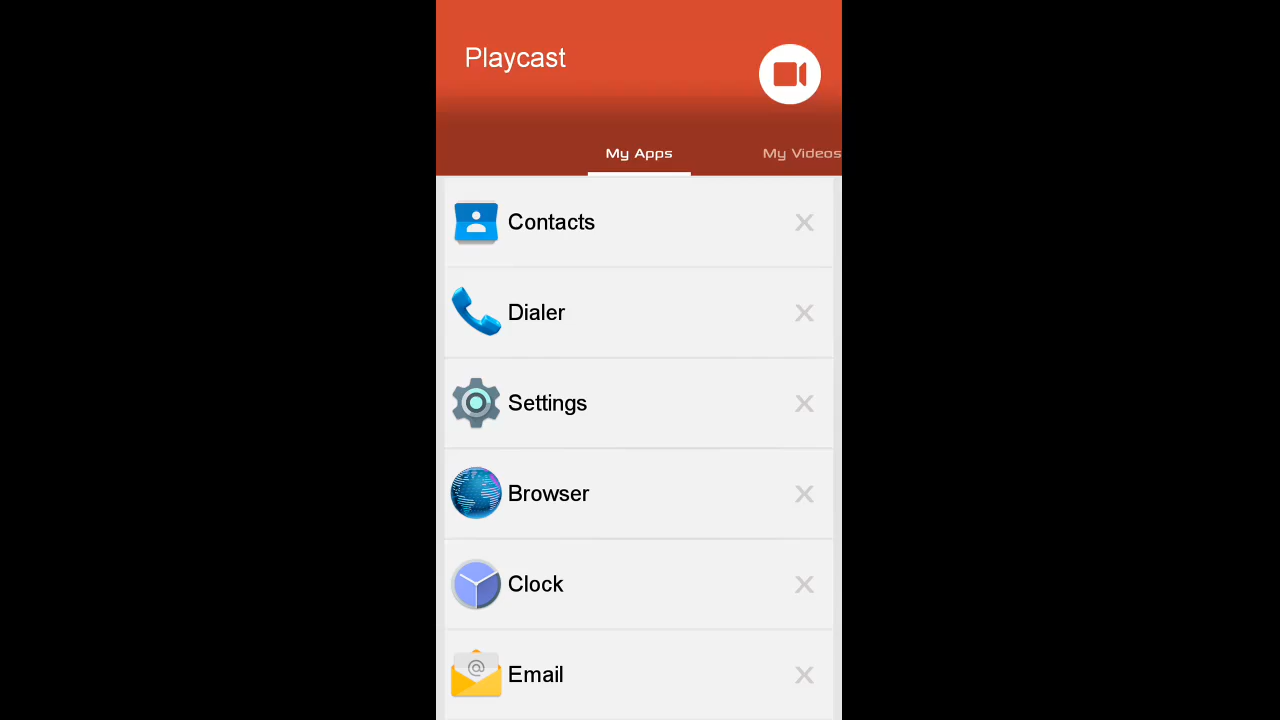 Playcast
My Apps
My Videos
Contacts
Dialer
Settings
Browser
Clock
@
Email